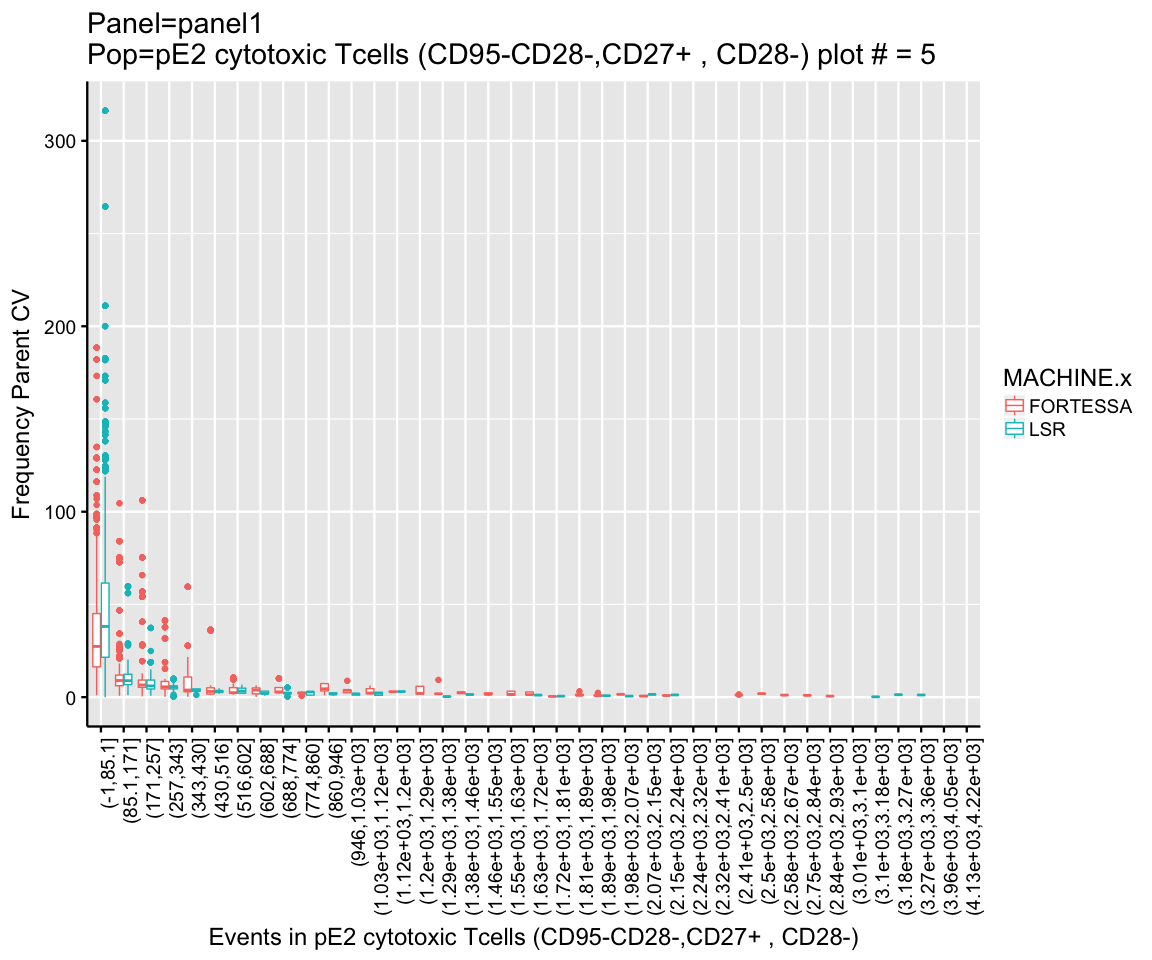 Panel=panel1
Pop=pE2 cytotoxic Tcells (CD95-CD28-,CD27+ , CD28-) plot # = 5
Frequency Parent CV
300
200
100
0
(-1,85.1]
(85.1,171]
(171,257]
(257,343]
(343,430]
(430,516]
(516,602]
(602,688]
(688,774]
(774,860]
(860,946]
(946,1.03e+03]
(1.03e+03,1.12e+03]
(1.12e+03,1.2e+03]
(1.2e+03,1.29e+03]
(1.29e+03,1.38e+03]
(1.38e+03,1.46e+03]
(1.46e+03,1.55e+03]
(1.55e+03,1.63e+03]
(1.63e+03,1.72e+03]
(1.72e+03,1.81e+03]
(1.81e+03,1.89e+03]
(1.89e+03,1.98e+03]
(1.98e+03,2.07e+03]
(2.07e+03,2.15e+03]
(2.15e+03,2.24e+03]
(2.24e+03,2.32e+03]
(2.32e+03,2.41e+03]
(2.41e+03,2.5e+03]
(2.5e+03,2.58e+03]
(2.58e+03,2.67e+03]
(2.75e+03,2.84e+03]
(2.84e+03,2.93e+03]
(3.01e+03,3.1e+03]
(3.1e+03,3.18e+03]
(3.18e+03,3.27e+03]
(3.27e+03,3.36e+03]
(3.96e+03,4.05e+03]
(4.13e+03,4.22e+03]
Events in pE2 cytotoxic Tcells (CD95-CD28-,CD27+ , CD28-)
MACHINE.x
FORTESSA
LSR